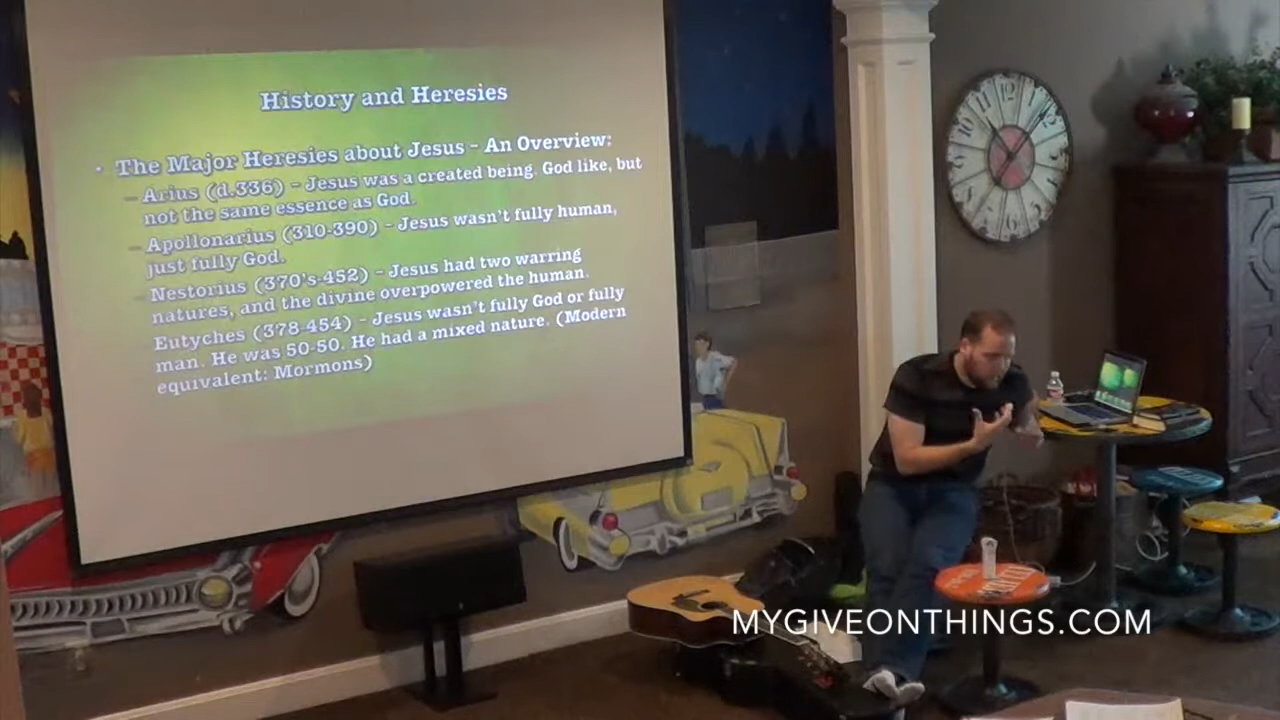 History and Heresies
• The Major Heresies about Jesus - An Overview:
– Arius (d.336) - Jesus was a created being. God like, but
not the same essence as God.
– Apollonarius (310-390) - Jesus wasn't fully human,
just fully God.
– Nestorius (370's-452) - Jesus had two warring
natures, and the divine overpowered the human.
Eutyches (378-454) - Jesus wasn't fully God or fully
man. He was 50-50. He had a mixed nature. (Modern
equivalent: Mormons)
MYGIVEONTHINGS.COM